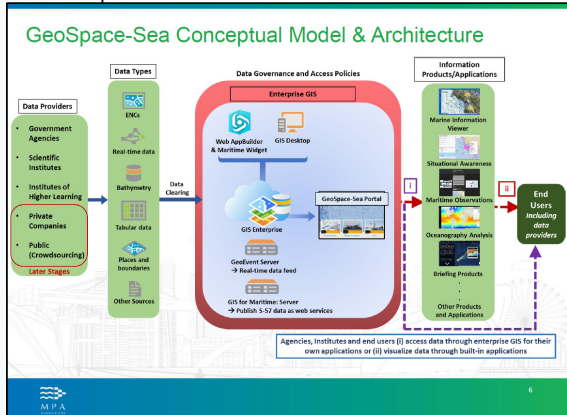 GeoSpace-Sea Conceptual Model & Architecture
Data Providers
• Government
Agencies
• Scientific
Institutes
• Institutes of
Higher Learning
• Private
Companies
• Public
(Crowdsourcing)
Later Stages
Data Types
ENCs
Real-time data
Bathymetry
Tabular data
Places and
boundaries
Other Sources
Data
Clearing
Data Governance and Access Policies
Enterprise GIS
Web AppBuilder
& Maritime Widget
GIS Desktop
GIS Enterprise
GeoSpace-Sea Portal
GeoEvent Server
→ Real-time data feed
GIS for Maritime: Server
→ Publish S-57 data as web services
Information
Products/Applications
Marine Information
Viewer
Situational Awareness
Maritime Observations
Oceanography Analysis
Briefing Products
.
.
.
Other Products
and Applications
i
ii
End
Users
Including
data
providers
Agencies, Institutes and end users (i) access data through enterprise GIS for their
own applications or (ii) visualize data through built-in applications
MPA
6